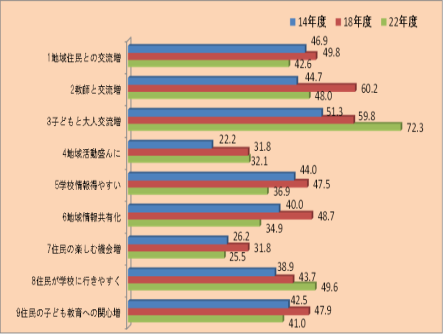 14年度 18年度 22年度
1地域住民との交流増 46.9 49.8 42.6
2教師と交流増 44.7 60.2 48.0
3子どもと大人交流増 51.3 59.8 72.3
4地域活動盛んに 22.2 31.8 32.1
5学校情報得やすい 44.0 47.5 36.9
6地域情報共有化 40.0 48.7 34.9
7住民の楽しむ機会増 26.2 31.8 25.5
8住民が学校に行きやすく 38.9 43.7 49.6
9住民の子ども教育への関心増 42.5 47.9 41.0